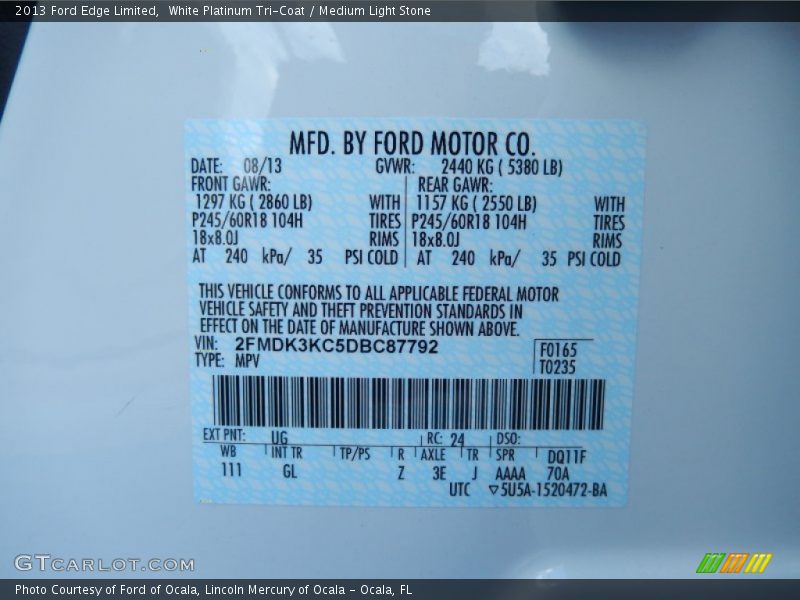 2013 Ford Edge Limited, White Platinum Tri-Coat / Medium Light Stone
MFD. BY FORD MOTOR CO.
DATE: 08/13 GVWR: 2440 KG ( 5380 LB)
FRONT GAWR: REAR GAWR:
1297 KG ( 2860 LB) WITH 1157 KG ( 2550 LB) WITH
P245/60R18 104H TIRES P245/60R18 104H TIRES
18x8.0J RIMS 18x8.0J RIMS
AT 240 kPa/ 35 PSI COLD AT 240 kPa/ 35 PSI COLD
THIS VEHICLE CONFORMS TO ALL APPLICABLE FEDERAL MOTOR
VEHICLE SAFETY AND THEFT PREVENTION STANDARDS IN
EFFECT ON THE DATE OF MANUFACTURE SHOWN ABOVE.
VIN: 2FMDK3KC5DBC87792 F0165
TYPE: MPV T0235
EXT PNT: UG RC: 24 DSO:
WB INT TR TP/PS R AXLE TR SPR DQ11F
111 GL Z 3E J AAAA 70A
UTC ▽5U5A-1520472-BA
GTCARLOT.COM
Photo Courtesy of Ford of Ocala, Lincoln Mercury of Ocala - Ocala, FL